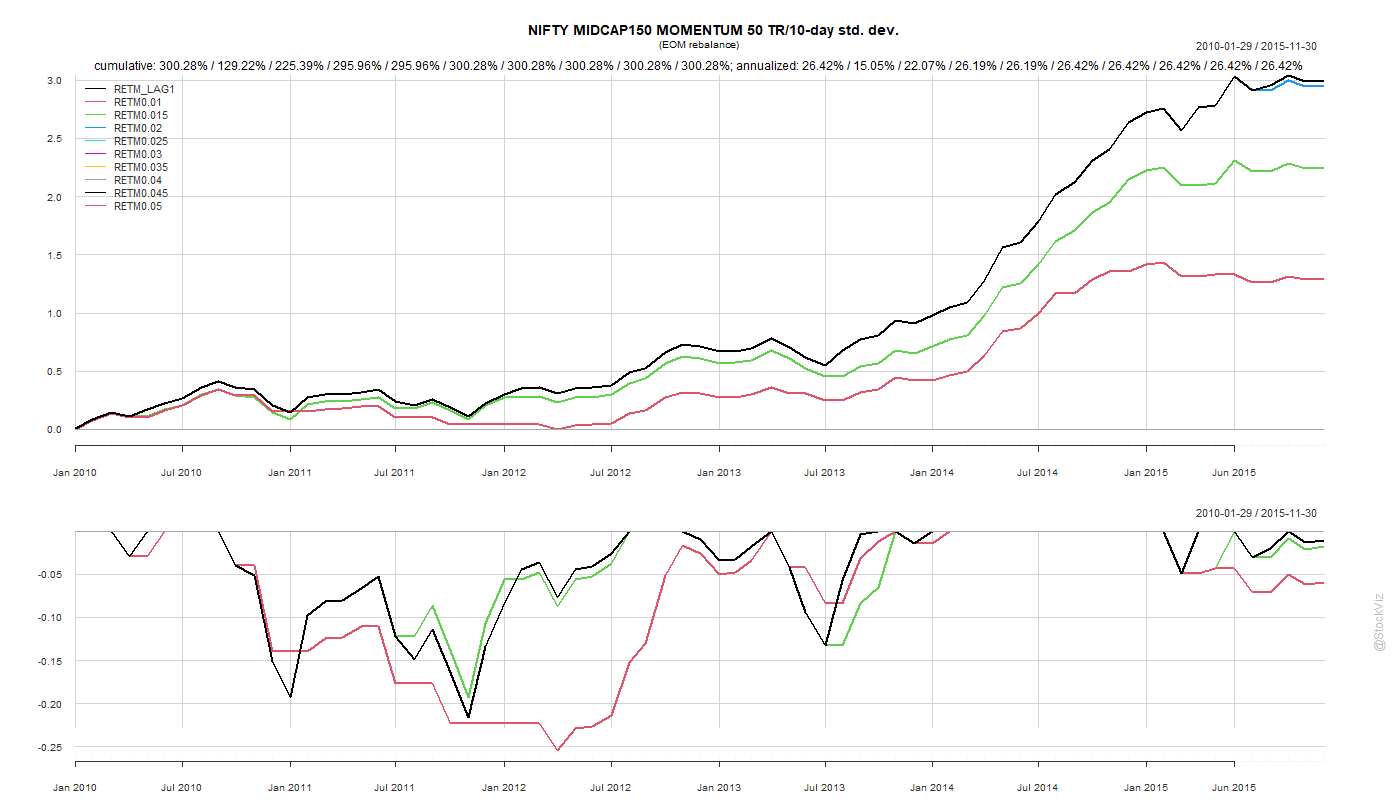 NIFTY MIDCAP150 MOMENTUM 50 TR/10-day std. dev.
(EOM rebalance)
2010-01-29 / 2015-11-30
cumulative: 300.28% / 129.22% / 225.39% / 295.96% / 295.96% / 300.28% / 300.28% / 300.28% / 300.28% / 300.28%; annualized: 26.42% / 15.05% / 22.07% / 26.19% / 26.19% / 26.42% / 26.42% / 26.42% / 26.42% / 26.42%
3.0
2.5
2.0
1.5
1.0
0.5
0.0
RETM_LAG1
RETM0.01
RETM0.015
RETM0.02
RETM0.025
RETM0.03
RETM0.035
RETM0.04
RETM0.045
RETM0.05
Jan 2010 Jul 2010 Jan 2011 Jul 2011 Jan 2012 Jul 2012 Jan 2013 Jul 2013 Jan 2014 Jul 2014 Jan 2015 Jun 2015
2010-01-29 / 2015-11-30
-0.05
-0.10
-0.15
-0.20
-0.25
Jan 2010 Jul 2010 Jan 2011 Jul 2011 Jan 2012 Jul 2012 Jan 2013 Jul 2013 Jan 2014 Jul 2014 Jan 2015 Jun 2015
@StockViz